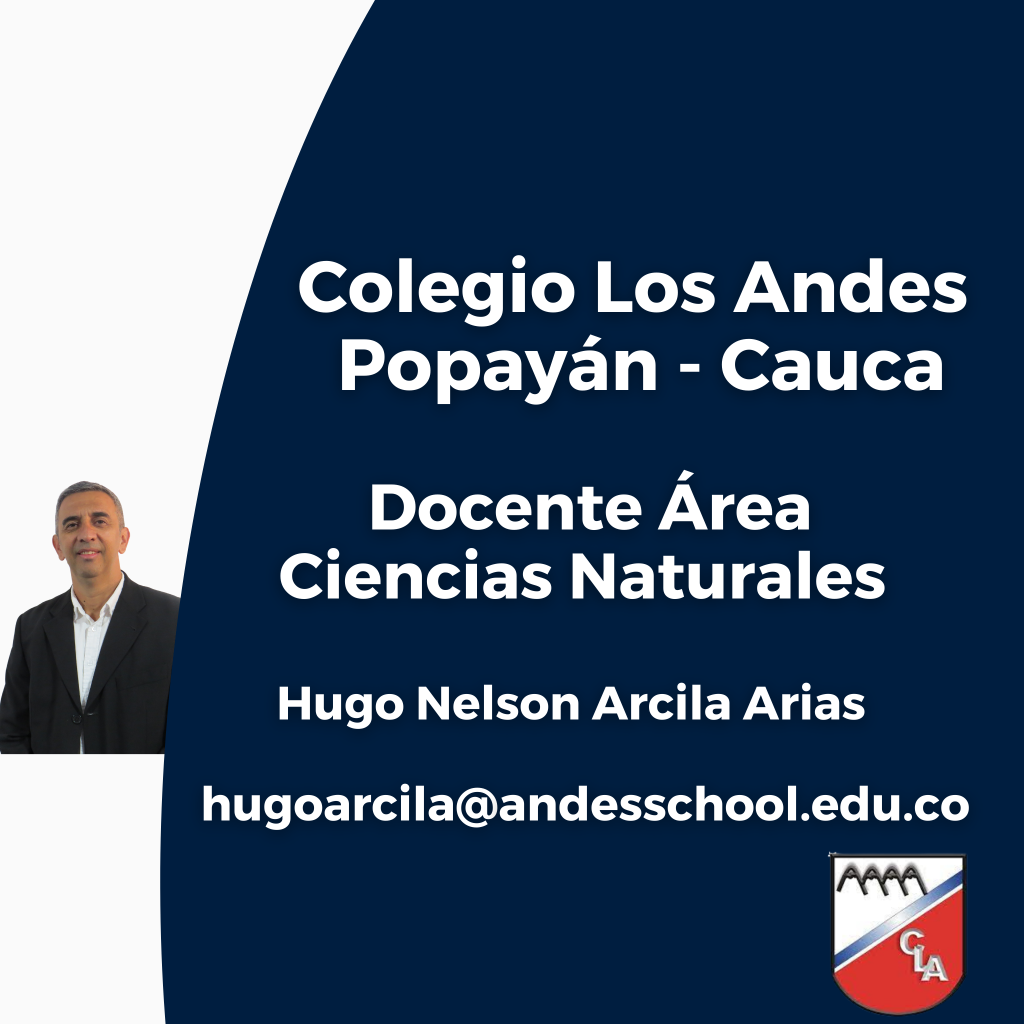 Colegio Los Andes
Popayán - Cauca
Docente Área
Ciencias Naturales
Hugo Nelson Arcila Arias
hugoarcila@andesschool.edu.co
CLA